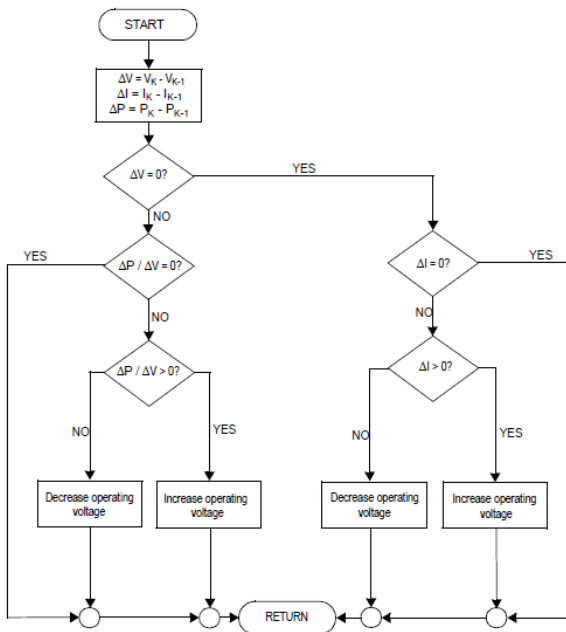 START
ΔV = V_K - V_K-1
ΔI = I_K - I_K-1
ΔP = P_K - P_K-1
YES
ΔV = 0?
NO
YES
ΔP / ΔV = 0?
ΔI = 0?
YES
NO
NO
ΔP / ΔV > 0?
ΔI > 0?
NO
YES
NO
YES
Decrease operating
voltage
Increase operating
voltage
Decrease operating
voltage
Increase operating
voltage
RETURN